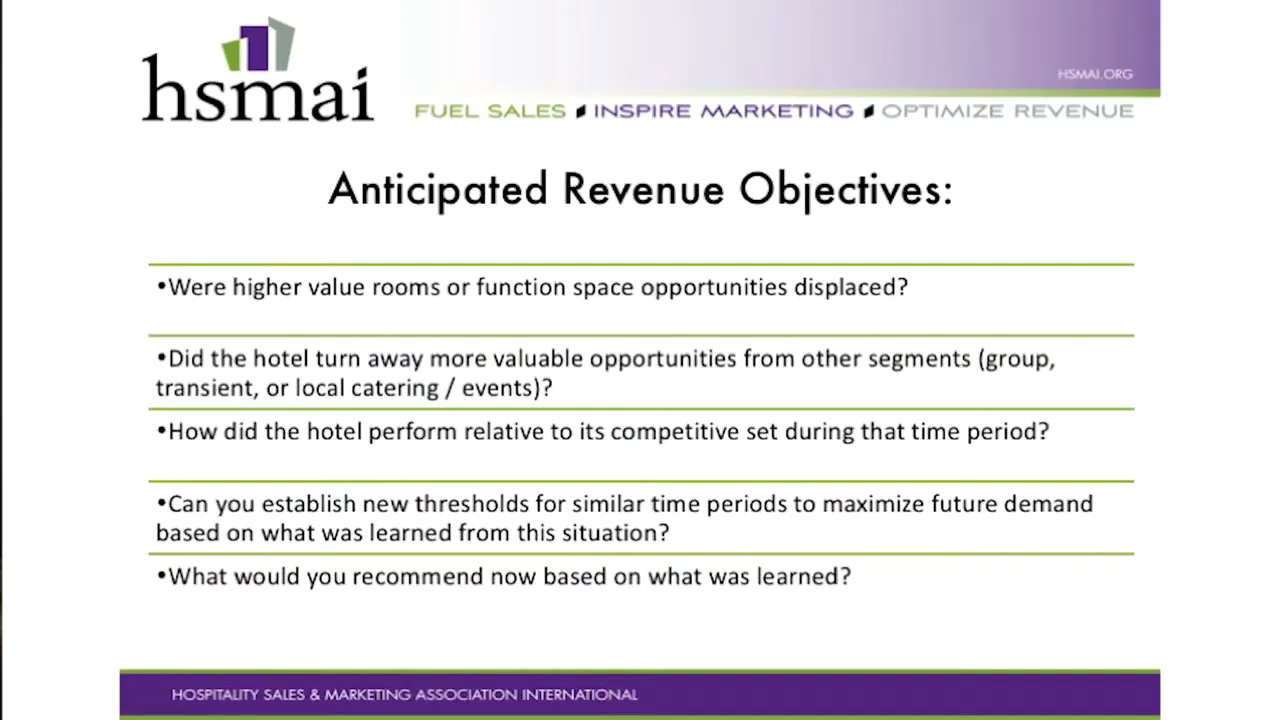 hsmai
HSMAI.ORG
FUEL SALES INSPIRE MARKETING OPTIMIZE REVENUE
Anticipated Revenue Objectives:
•Were higher value rooms or function space opportunities displaced?
•Did the hotel turn away more valuable opportunities from other segments (group,
transient, or local catering / events)?
•How did the hotel perform relative to its competitive set during that time period?
•Can you establish new thresholds for similar time periods to maximize future demand
based on what was learned from this situation?
•What would you recommend now based on what was learned?
HOSPITALITY SALES & MARKETING ASSOCIATION INTERNATIONAL